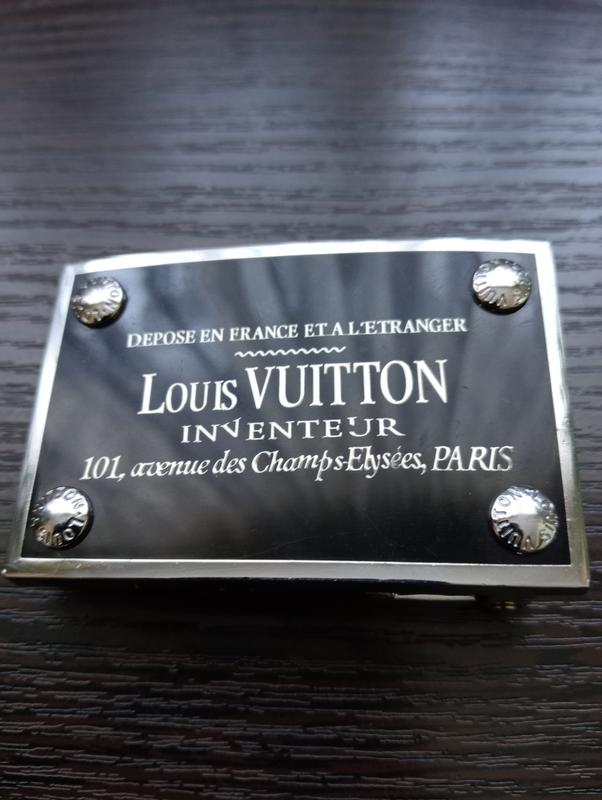 DEPOSE EN FRANCE ET A L'ETRANGER
LOUIS VUITTON
INVENTEUR
101, avenue des Champs-Elysées, PARIS